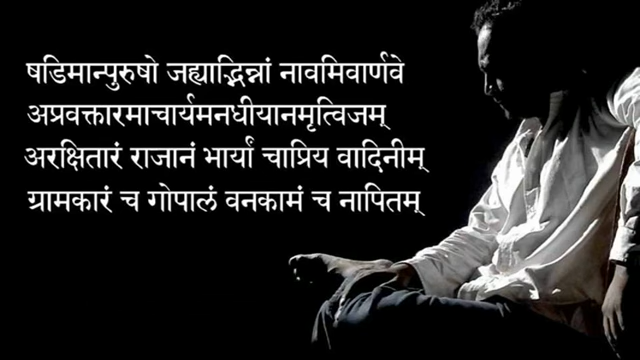 षडिमान्पुरुषो जह्याद्भिन्नां नावमिवार्णवे
अप्रवक्तारमाचार्यमनधीयानमृत्विजम्
अरक्षितारं राजानं भार्यां चाप्रिय वादिनीम्
ग्रामकारं च गोपालं वनकामं च नापितम्